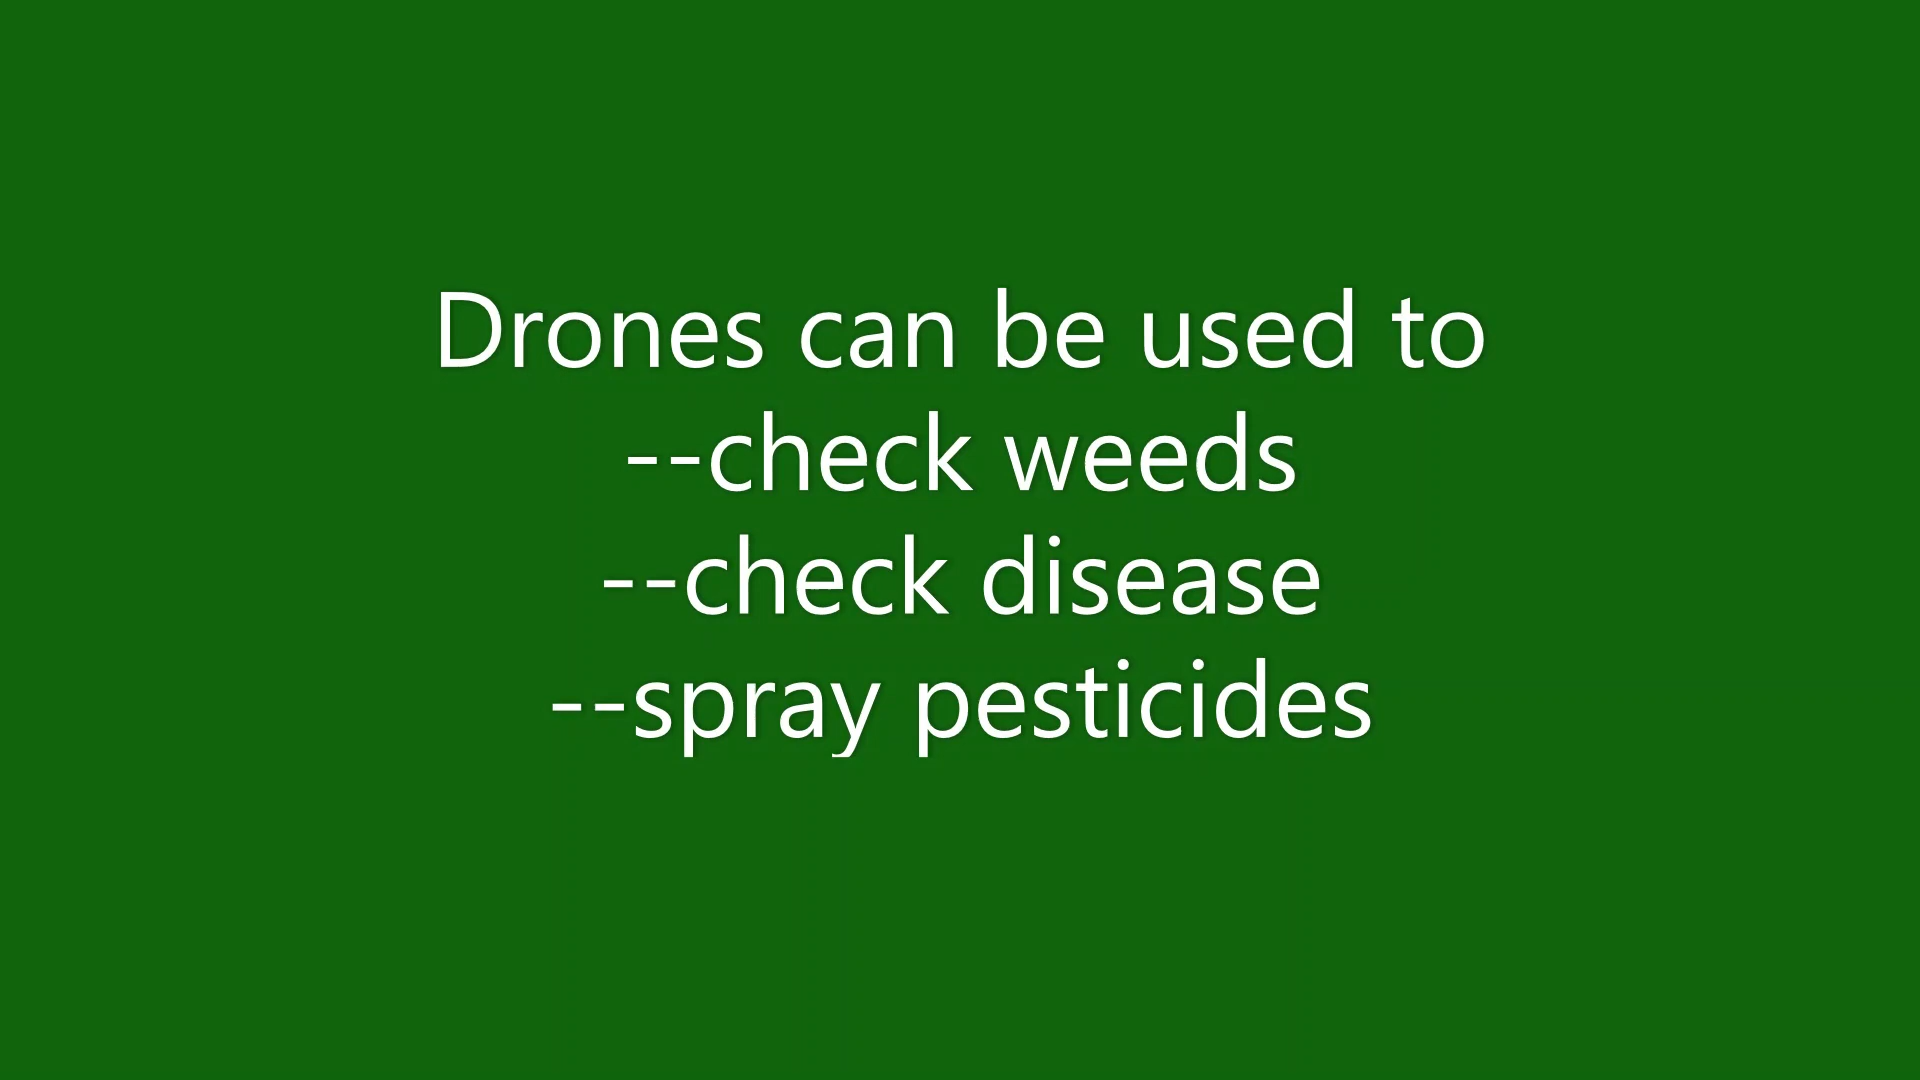 Drones can be used to
--check weeds
--check disease
--spray pesticides